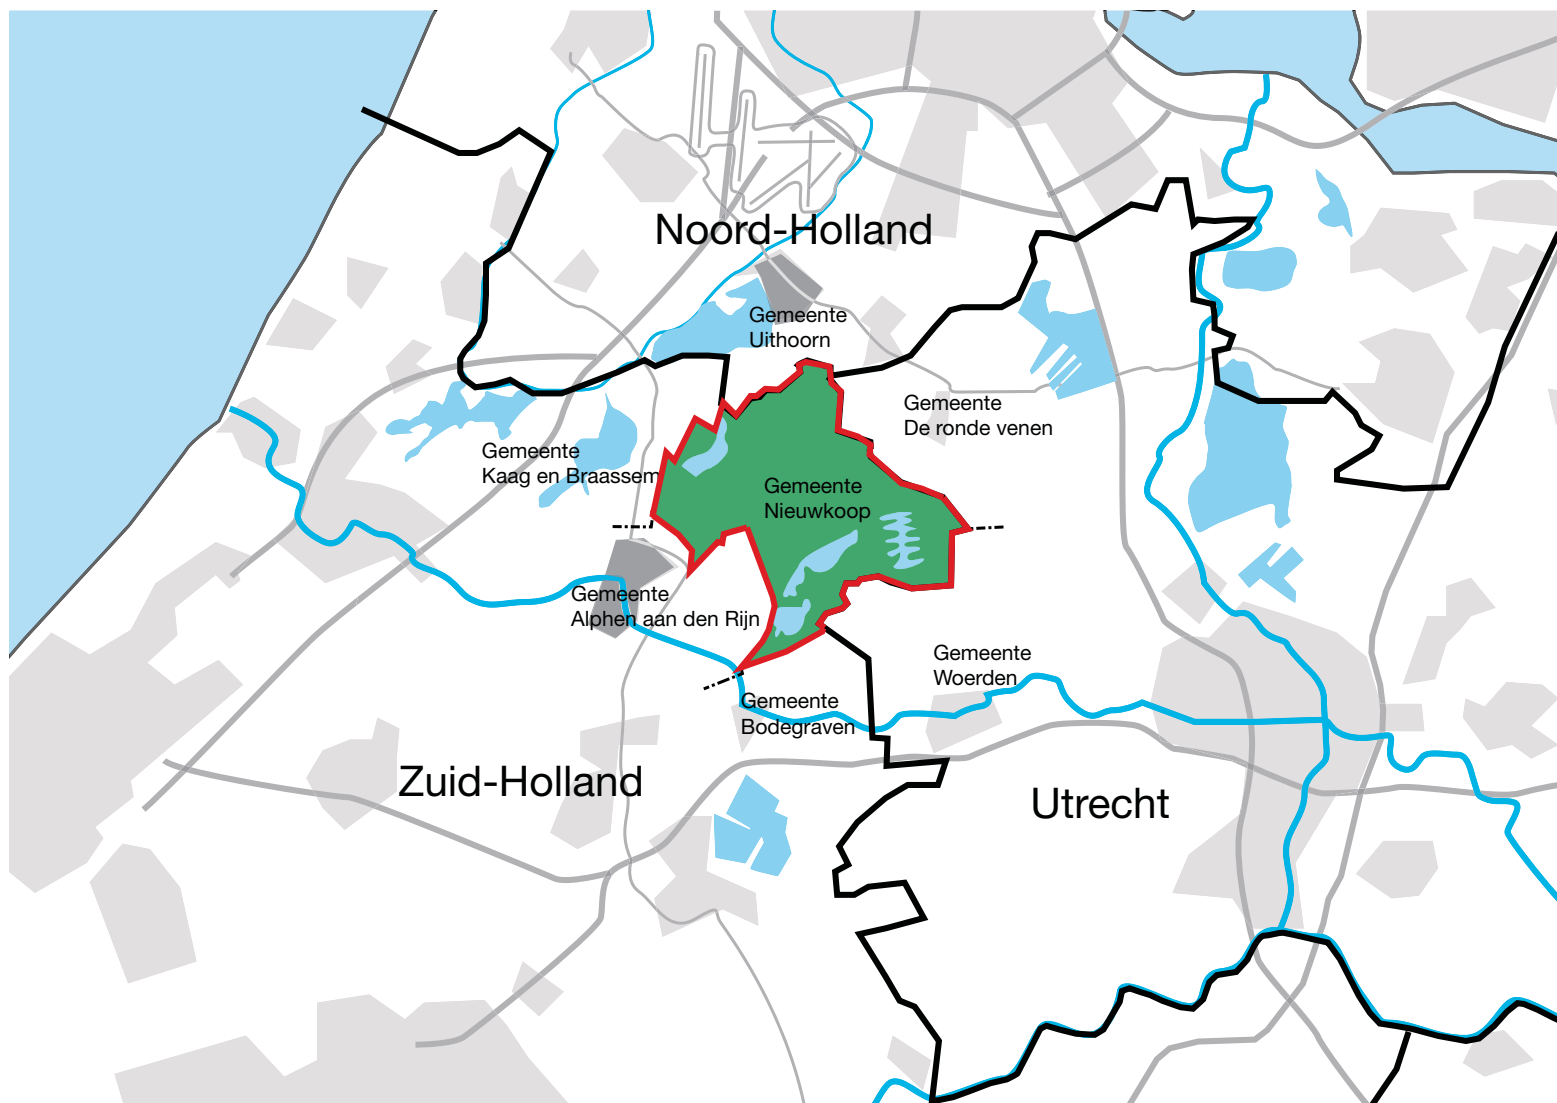 Noord-Holland
Gemeente
Uithoorn
Gemeente
De ronde venen
Gemeente
Kaag en Braassem
Gemeente
Nieuwkoop
Gemeente
Alphen aan den Rijn
Gemeente
Woerden
Gemeente
Bodegraven
Zuid-Holland
Utrecht